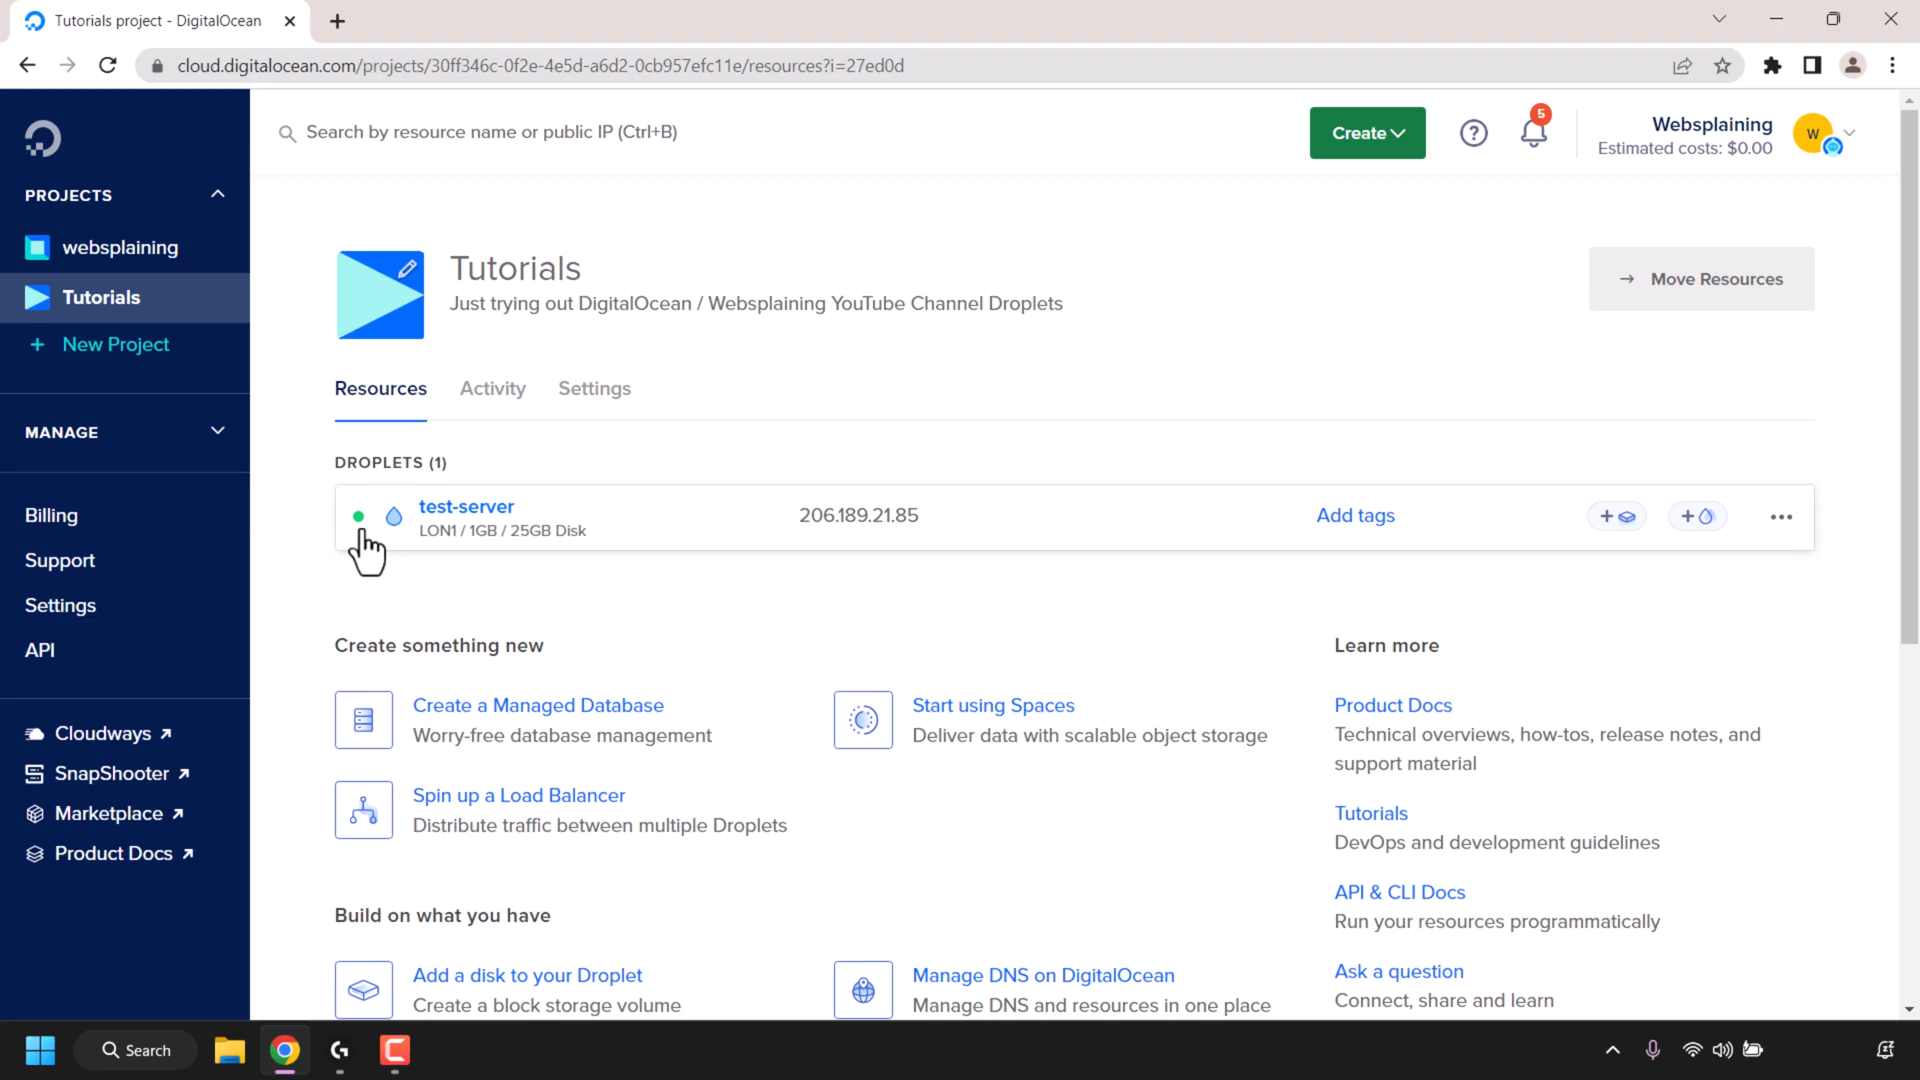 Tutorials project - DigitalOcean
cloud.digitalocean.com/projects/30ff346c-0f2e-4e5d-a6d2-0cb957efc11e/resources?i=27ed0d
Search by resource name or public IP (Ctrl+B)
Create
5
Websplaining
Estimated costs: $0.00
W
PROJECTS
websplaining
Tutorials
+ New Project
MANAGE
Billing
Support
Settings
API
Cloudways
SnapShooter
Marketplace
Product Docs
Tutorials
Just trying out DigitalOcean / Websplaining YouTube Channel Droplets
→ Move Resources
Resources Activity Settings
DROPLETS (1)
test-server
LON1 / 1GB / 25GB Disk
206.189.21.85
Add tags
+
+
Create something new
Create a Managed Database
Worry-free database management
Start using Spaces
Deliver data with scalable object storage
Spin up a Load Balancer
Distribute traffic between multiple Droplets
Build on what you have
Add a disk to your Droplet
Create a block storage volume
Manage DNS on DigitalOcean
Manage DNS and resources in one place
Learn more
Product Docs
Technical overviews, how-tos, release notes, and
support material
Tutorials
DevOps and development guidelines
API & CLI Docs
Run your resources programmatically
Ask a question
Connect, share and learn
Search